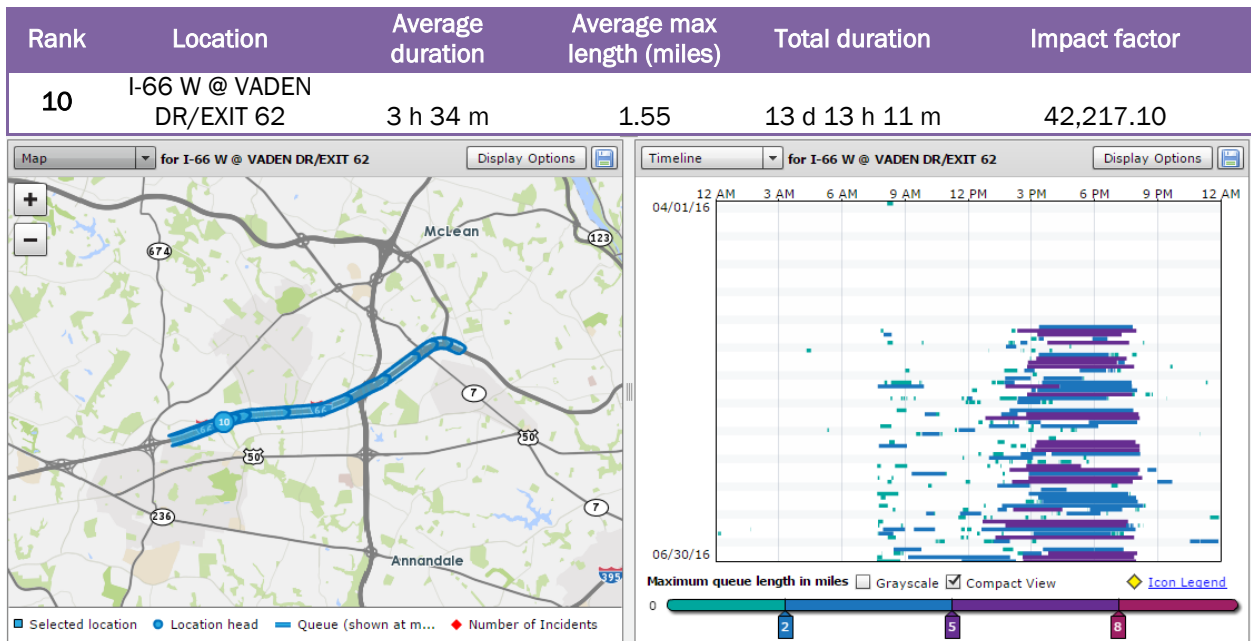 Rank Location Average duration Average max length (miles) Total duration Impact factor
10 I-66 W @ VADEN DR/EXIT 62 3 h 34 m 1.55 13 d 13 h 11 m 42,217.10
Map for I-66 W @ VADEN DR/EXIT 62 Display Options
+
−
McLean
123
674
10
66
7
50
50
7
236
Annandale
395
Selected location Location head Queue (shown at m... Number of Incidents
Timeline for I-66 W @ VADEN DR/EXIT 62 Display Options
12 AM 3 AM 6 AM 9 AM 12 PM 3 PM 6 PM 9 PM 12 AM
04/01/16
06/30/16
Maximum queue length in miles Grayscale Compact View Icon Legend
0
2 5 8